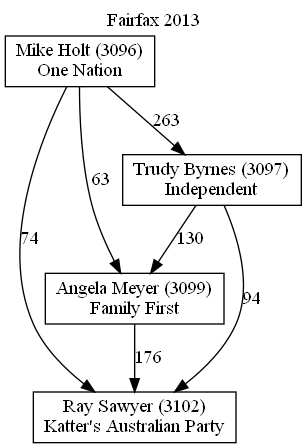 Fairfax 2013
Mike Holt (3096)
One Nation
263
Trudy Byrnes (3097)
Independent
63
74
130
Angela Meyer (3099)
Family First
94
176
Ray Sawyer (3102)
Katter's Australian Party